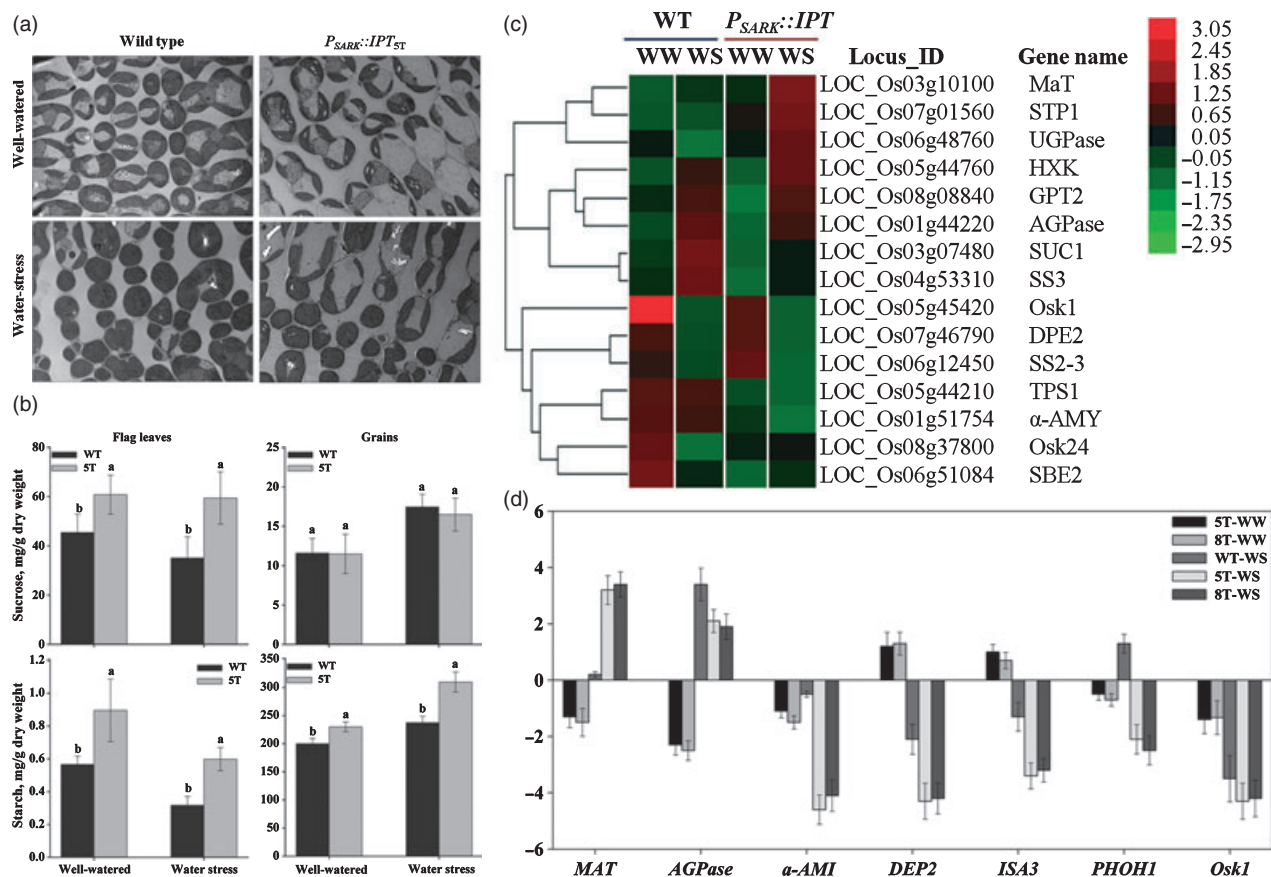 (a)
Wild type
P_SARK::IPT_5T
Well-watered
Water-stress
(b)
Flag leaves
Grains
Sucrose, mg/g dry weight
80
60
40
20
0
WT
5T
b
a
b
a
25
20
15
10
5
0
WT
5T
a
a
a
a
Starch, mg/g dry weight
1.2
1.0
0.8
0.6
0.4
0.2
0.0
WT
5T
b
a
b
a
Well-watered
Water stress
350
300
250
200
150
100
50
0
WT
5T
b
a
b
a
Well-watered
Water stress
(c)
WT P_SARK::IPT
WW WS WW WS Locus_ID Gene name
LOC_Os03g10100 MaT
LOC_Os07g01560 STP1
LOC_Os06g48760 UGPase
LOC_Os05g44760 HXK
LOC_Os08g08840 GPT2
LOC_Os01g44220 AGPase
LOC_Os03g07480 SUC1
LOC_Os04g53310 SS3
LOC_Os05g45420 Osk1
LOC_Os07g46790 DPE2
LOC_Os06g12450 SS2-3
LOC_Os05g44210 TPS1
LOC_Os01g51754 α-AMY
LOC_Os08g37800 Osk24
LOC_Os06g51084 SBE2
3.05
2.45
1.85
1.25
0.65
0.05
−0.05
−1.15
−1.75
−2.35
−2.95
(d)
6
4
2
0
−2
−4
−6
5T-WW
8T-WW
WT-WS
5T-WS
8T-WS
MAT
AGPase
a-AMI
DEP2
ISA3
PHOH1
Osk1